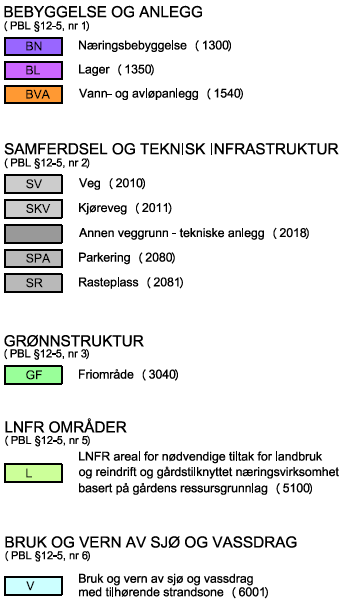 BEBYGGELSE OG ANLEGG
( PBL §12-5, nr 1)
BN Næringsbebyggelse ( 1300)
BL Lager ( 1350)
BVA Vann- og avløpanlegg ( 1540)
SAMFERDSEL OG TEKNISK INFRASTRUKTUR
( PBL §12-5, nr 2)
SV Veg ( 2010)
SKV Kjøreveg ( 2011)
Annen veggrunn - tekniske anlegg ( 2018)
SPA Parkering ( 2080)
SR Rasteplass ( 2081)
GRØNNSTRUKTUR
( PBL §12-5, nr 3)
GF Friområde ( 3040)
LNFR OMRÅDER
( PBL §12-5, nr 5)
LNFR areal for nødvendige tiltak for landbruk
L og reindrift og gårdstilknyttet næringsvirksomhet
basert på gårdens ressursgrunnlag ( 5100)
BRUK OG VERN AV SJØ OG VASSDRAG
( PBL §12-5, nr 6)
V Bruk og vern av sjø og vassdrag
med tilhørende strandsone ( 6001)